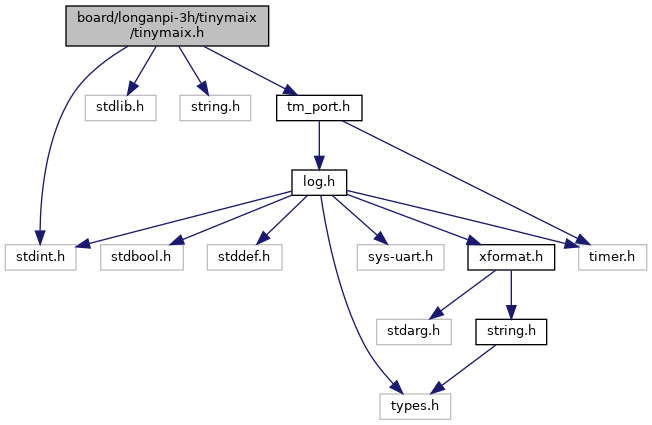 board/longanpi-3h/tinymaix
/tinymaix.h
stdlib.h
string.h
tm_port.h
log.h
stdint.h
stdbool.h
stddef.h
sys-uart.h
xformat.h
timer.h
stdarg.h
string.h
types.h